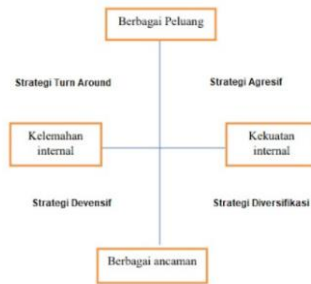 Berbagai Peluang
Strategi Turn Around
Strategi Agresif
Kelemahan
internal
Kekuatan
internal
Strategi Devensif
Strategi Diversifikasi
Berbagai ancaman